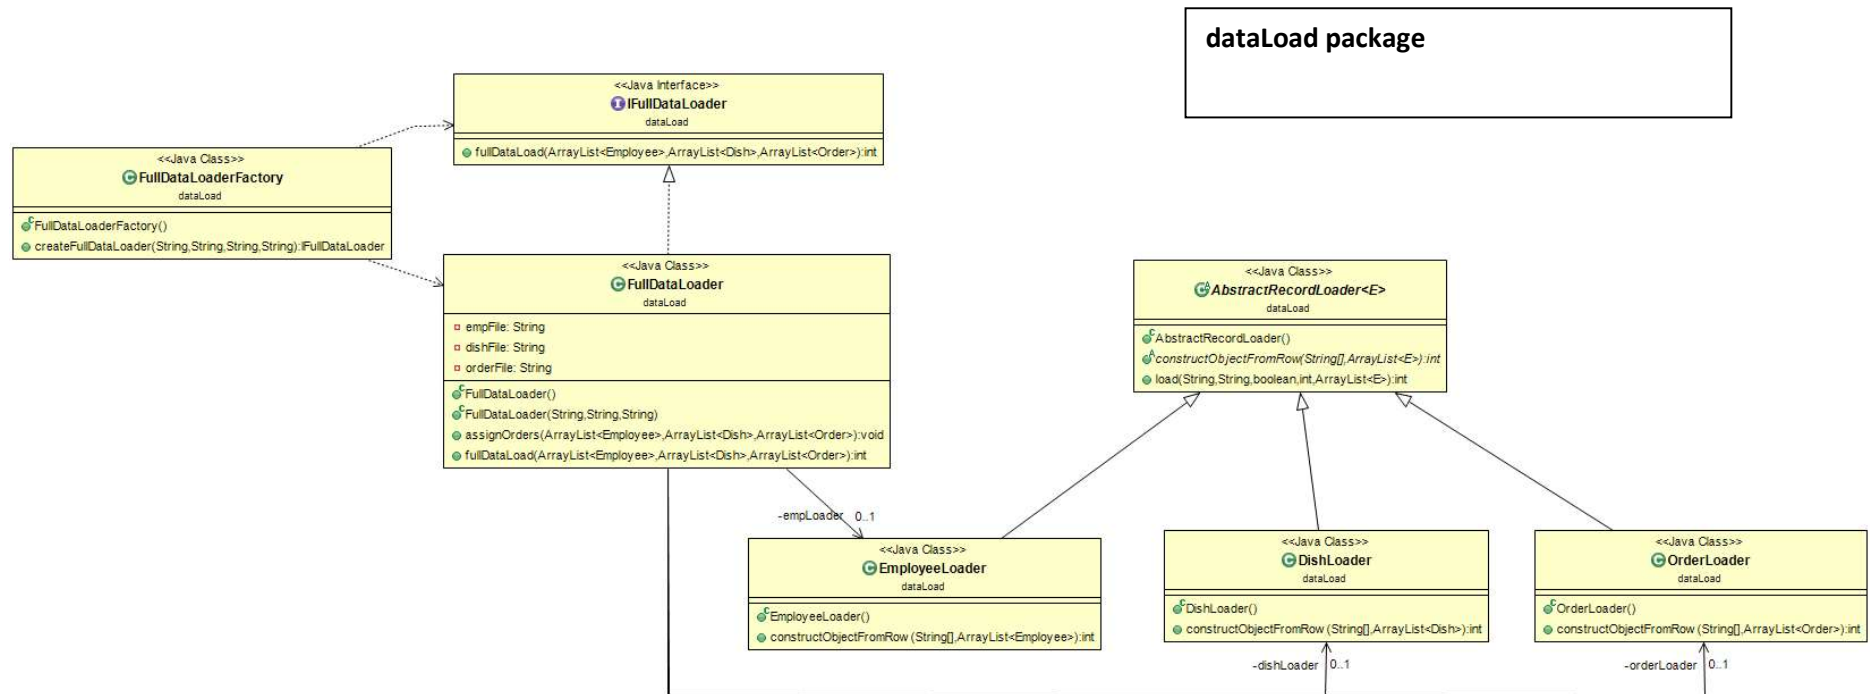 dataLoad package
<<Java Interface>>
IFullDataLoader
dataLoad
fullDataLoad(ArrayList<Employee>,ArrayList<Dish>,ArrayList<Order>):int
<<Java Class>>
FullDataLoaderFactory
dataLoad
FullDataLoaderFactory()
createFullDataLoader(String,String,String,String):IFullDataLoader
<<Java Class>>
FullDataLoader
dataLoad
empFile: String
dishFile: String
orderFile: String
FullDataLoader()
FullDataLoader(String,String,String)
assignOrders(ArrayList<Employee>,ArrayList<Dish>,ArrayList<Order>):void
fullDataLoad(ArrayList<Employee>,ArrayList<Dish>,ArrayList<Order>):int
<<Java Class>>
AbstractRecordLoader<E>
dataLoad
AbstractRecordLoader()
constructObjectFromRow(String[],ArrayList<E>):int
load(String,String,boolean,int,ArrayList<E>):int
-empLoader 0..1
<<Java Class>>
EmployeeLoader
dataLoad
EmployeeLoader()
constructObjectFromRow(String[],ArrayList<Employee>):int
<<Java Class>>
DishLoader
dataLoad
DishLoader()
constructObjectFromRow(String[],ArrayList<Dish>):int
-dishLoader 0..1
<<Java Class>>
OrderLoader
dataLoad
OrderLoader()
constructObjectFromRow(String[],ArrayList<Order>):int
-orderLoader 0..1